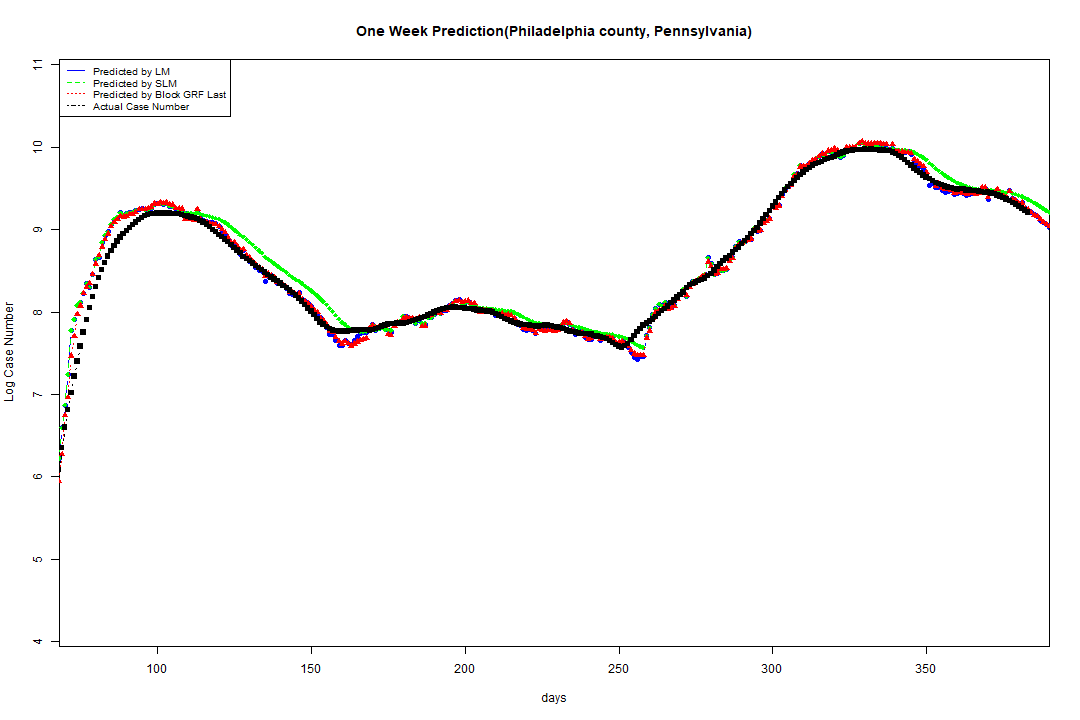 One Week Prediction(Philadelphia county, Pennsylvania)
Predicted by LM
Predicted by SLM
Predicted by Block GRF Last
Actual Case Number
11
10
9
8
7
6
5
4
Log Case Number
100 150 200 250 300 350
days